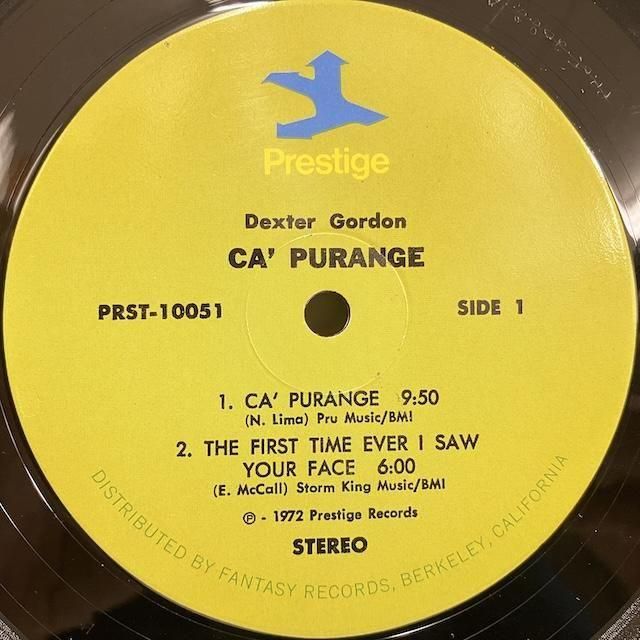 Prestige
Dexter Gordon
CA' PURANGE
PRST-10051
SIDE 1
1. CA' PURANGE 9:50
(N. Lima) Pru Music/BMI
2. THE FIRST TIME EVER I SAW
YOUR FACE 6:00
(E. McCall) Storm King Music/BMI
℗ - 1972 Prestige Records
STEREO
DISTRIBUTED BY FANTASY RECORDS, BERKELEY, CALIFORNIA